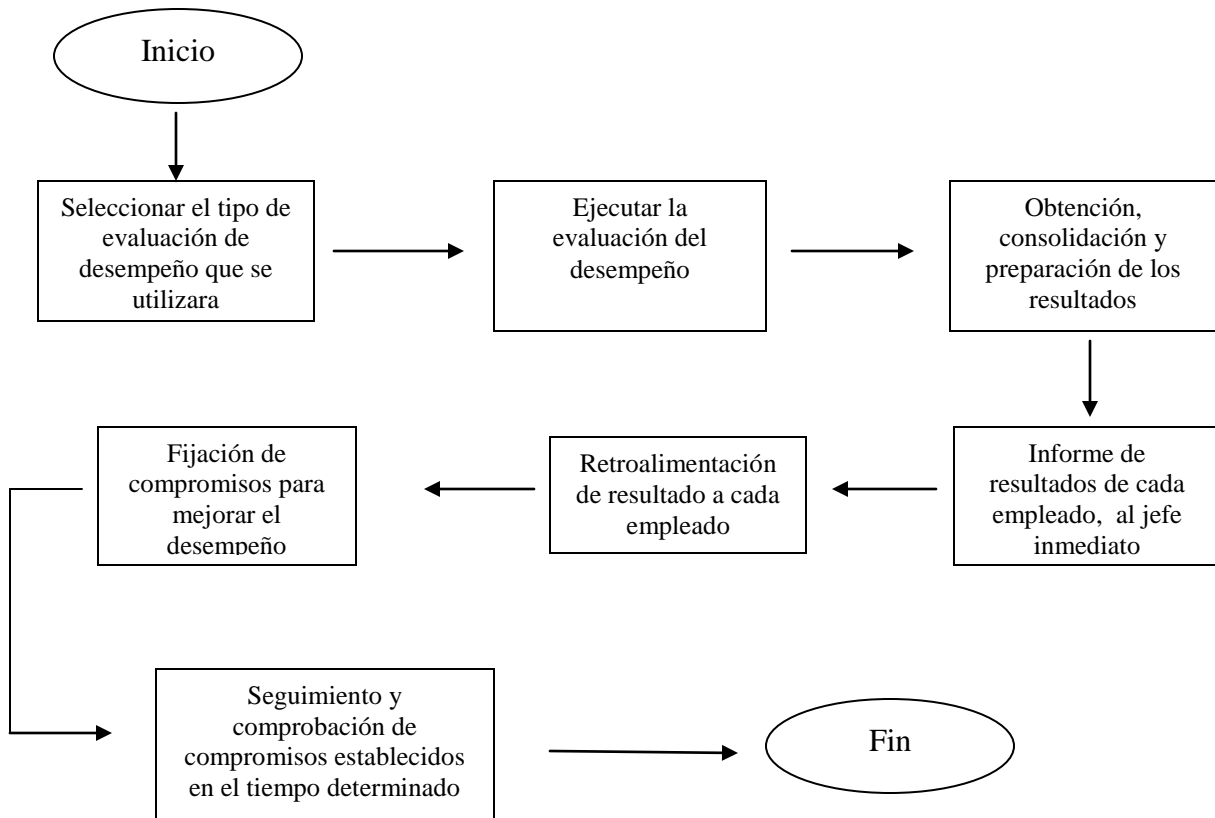 Inicio
Seleccionar el tipo de
evaluación de
desempeño que se
utilizara
Ejecutar la
evaluación del
desempeño
Obtención,
consolidación y
preparación de los
resultados
Informe de
resultados de cada
empleado, al jefe
inmediato
Retroalimentación
de resultado a cada
empleado
Fijación de
compromisos para
mejorar el
desempeño
Seguimiento y
comprobación de
compromisos establecidos
en el tiempo determinado
Fin